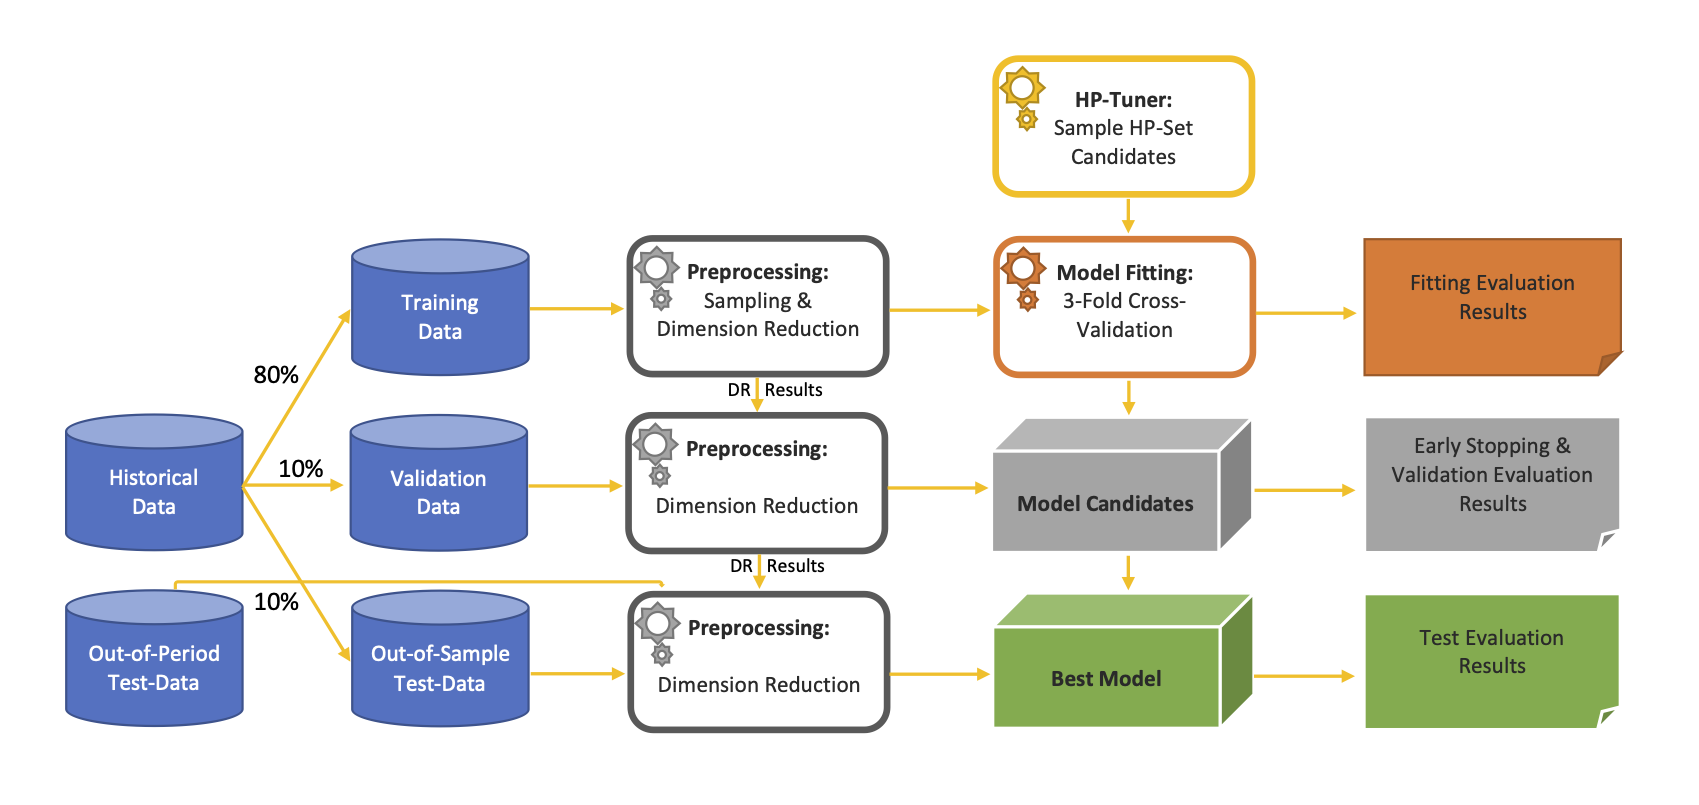 HP-Tuner:
Sample HP-Set
Candidates
Training
Data
Preprocessing:
Sampling &
Dimension Reduction
Model Fitting:
3-Fold Cross-
Validation
Fitting Evaluation
Results
80%
DR Results
Historical
Data
10%
Validation
Data
Preprocessing:
Dimension Reduction
Model Candidates
Early Stopping &
Validation Evaluation
Results
DR Results
10%
Out-of-Period
Test-Data
Out-of-Sample
Test-Data
Preprocessing:
Dimension Reduction
Best Model
Test Evaluation
Results